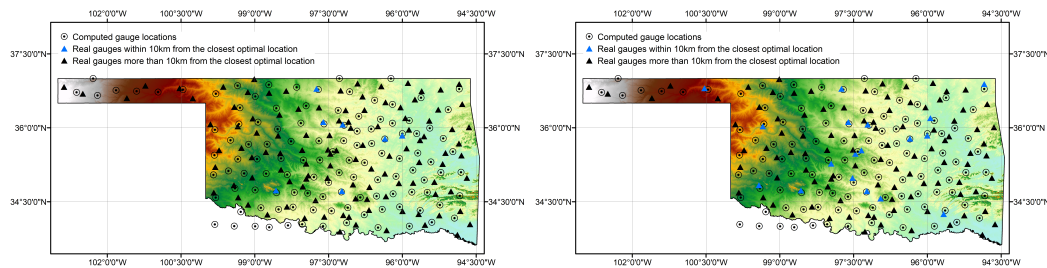 102°0'0"W 100°30'0"W 99°0'0"W 97°30'0"W 96°0'0"W 94°30'0"W
Computed gauge locations
Real gauges within 10km from the closest optimal location
Real gauges more than 10km from the closest optimal location
37°30'0"N 37°30'0"N
36°0'0"N 36°0'0"N
34°30'0"N 34°30'0"N
102°0'0"W 100°30'0"W 99°0'0"W 97°30'0"W 96°0'0"W 94°30'0"W
102°0'0"W 100°30'0"W 99°0'0"W 97°30'0"W 96°0'0"W 94°30'0"W
Computed gauge locations
Real gauges within 10km from the closest optimal location
Real gauges more than 10km from the closest optimal location
37°30'0"N 37°30'0"N
36°0'0"N 36°0'0"N
34°30'0"N 34°30'0"N
102°0'0"W 100°30'0"W 99°0'0"W 97°30'0"W 96°0'0"W 94°30'0"W